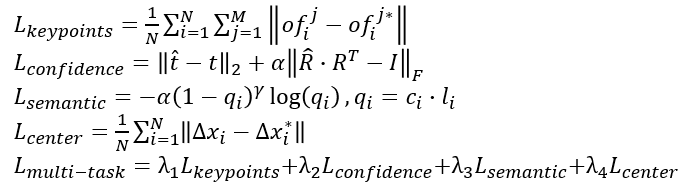 L_{keypoints} = \frac{1}{N}\sum_{i=1}^{N}\sum_{j=1}^{M}\left\|of_i^j - of_i^{j*}\right\|
L_{confidence} = \|\hat{t} - t\|_2 + \alpha\|\hat{R} \cdot R^T - I\|_F
L_{semantic} = -\alpha(1 - q_i)^\gamma \log(q_i) , q_i = c_i \cdot l_i
L_{center} = \frac{1}{N}\sum_{i=1}^{N}\|\Delta x_i - \Delta x_i^*\|
L_{multi-task} = \lambda_1 L_{keypoints}+\lambda_2 L_{confidence}+\lambda_3 L_{semantic}+\lambda_4 L_{center}